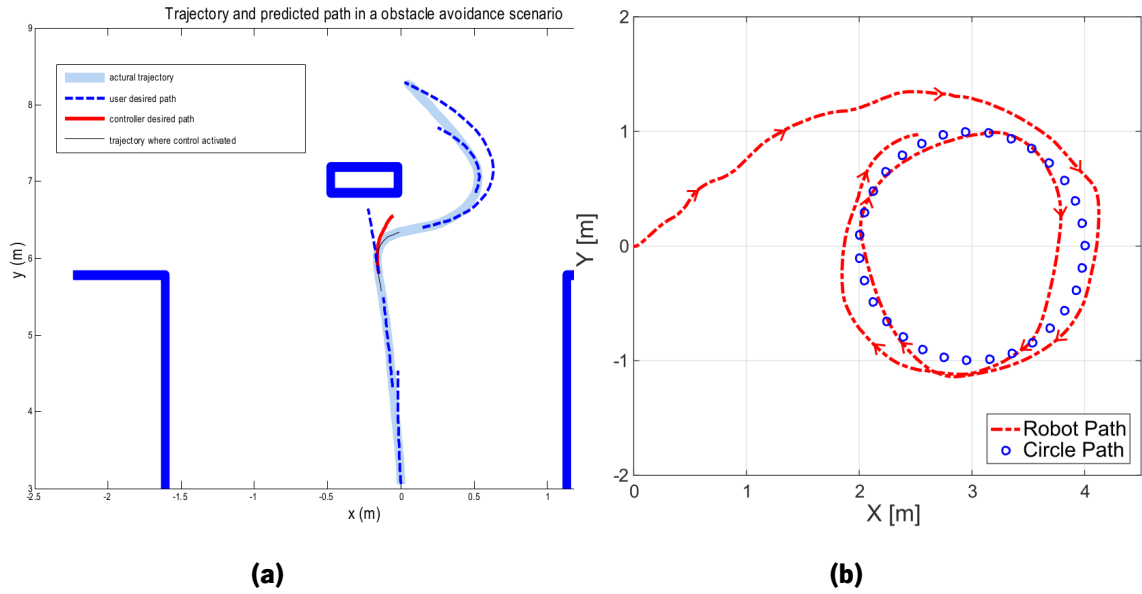 Trajectory and predicted path in a obstacle avoidance scenario
actural trajectory
user desired path
controller desired path
trajectory where control activated
y (m)
9
8
7
6
5
4
3
-2.5
-2
-1.5
-1
-0.5
0
0.5
1
x (m)
(a)
Y [m]
2
1
0
-1
-2
0
1
2
3
4
X [m]
Robot Path
Circle Path
(b)